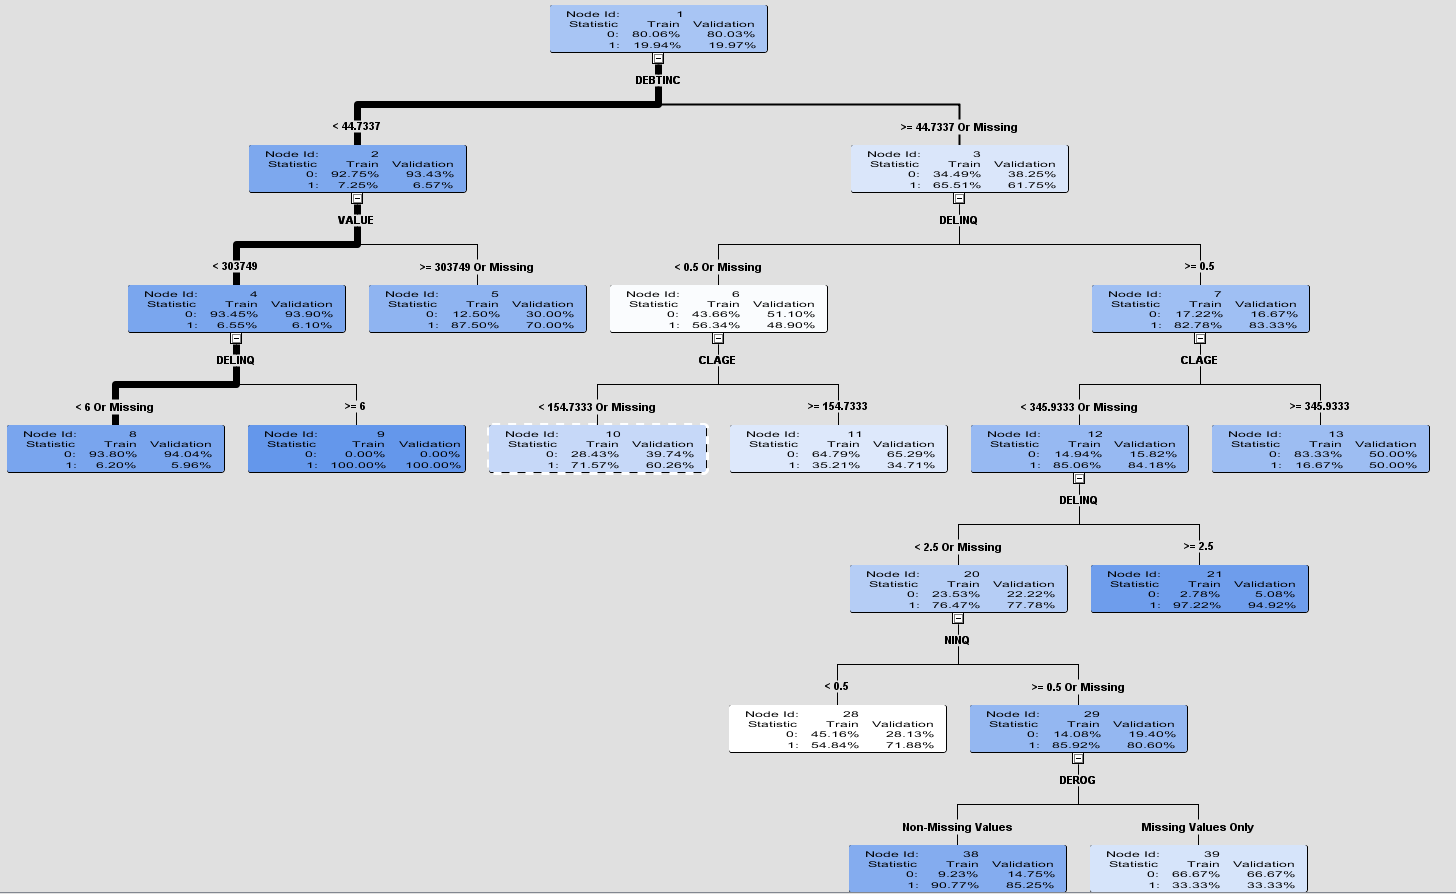 Node Id: 1
Statistic Train Validation
0: 80.06% 80.03%
1: 19.94% 19.97%
DEBTINC
< 44.7337
>= 44.7337 Or Missing
Node Id: 2
Statistic Train Validation
0: 92.75% 93.43%
1: 7.25% 6.57%
Node Id: 3
Statistic Train Validation
0: 34.49% 38.25%
1: 65.51% 61.75%
VALUE
DELINQ
< 303749
>= 303749 Or Missing
< 0.5 Or Missing
>= 0.5
Node Id: 4
Statistic Train Validation
0: 93.45% 93.90%
1: 6.55% 6.10%
Node Id: 5
Statistic Train Validation
0: 12.50% 30.00%
1: 87.50% 70.00%
Node Id: 6
Statistic Train Validation
0: 43.66% 51.10%
1: 56.34% 48.90%
Node Id: 7
Statistic Train Validation
0: 17.22% 16.67%
1: 82.78% 83.33%
DELINQ
CLAGE
CLAGE
< 6 Or Missing
>= 6
< 154.7333 Or Missing
>= 154.7333
< 345.9333 Or Missing
>= 345.9333
Node Id: 8
Statistic Train Validation
0: 93.80% 94.04%
1: 6.20% 5.96%
Node Id: 9
Statistic Train Validation
0: 0.00% 0.00%
1: 100.00% 100.00%
Node Id: 10
Statistic Train Validation
0: 28.43% 39.74%
1: 71.57% 60.26%
Node Id: 11
Statistic Train Validation
0: 64.79% 65.29%
1: 35.21% 34.71%
Node Id: 12
Statistic Train Validation
0: 14.94% 15.82%
1: 85.06% 84.18%
Node Id: 13
Statistic Train Validation
0: 83.33% 50.00%
1: 16.67% 50.00%
DELINQ
< 2.5 Or Missing
>= 2.5
Node Id: 20
Statistic Train Validation
0: 23.53% 22.22%
1: 76.47% 77.78%
Node Id: 21
Statistic Train Validation
0: 2.78% 5.08%
1: 97.22% 94.92%
NINQ
< 0.5
>= 0.5 Or Missing
Node Id: 28
Statistic Train Validation
0: 45.16% 28.13%
1: 54.84% 71.88%
Node Id: 29
Statistic Train Validation
0: 14.08% 19.40%
1: 85.92% 80.60%
DEROG
Non-Missing Values
Missing Values Only
Node Id: 38
Statistic Train Validation
0: 9.23% 14.75%
1: 90.77% 85.25%
Node Id: 39
Statistic Train Validation
0: 66.67% 66.67%
1: 33.33% 33.33%